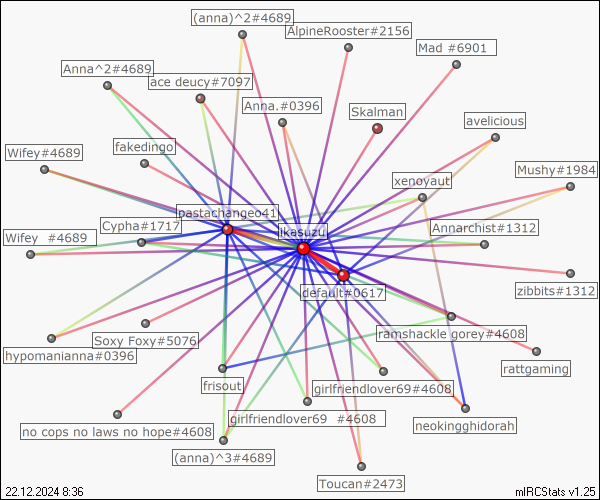 (anna)^2#4689
AlpineRooster#2156
Mad #6901
Anna^2#4689
ace deucy#7097
Anna.#0396
Skalman
avelicious
fakedingo
Wifey#4689
xenoyaut
Mushy#1984
pastachangeo41
Cypha#1717
ikasuzu
Annarchist#1312
Wifey  #4689
default#0617
zibbits#1312
ramshackle gorey#4608
Soxy Foxy#5076
hypomanianna#0396
rattgaming
frisout
girlfriendlover69#4608
girlfriendlover69  #4608
neokingghidorah
no cops no laws no hope#4608
(anna)^3#4689
Toucan#2473
22.12.2024 8:36
mIRCStats v1.25